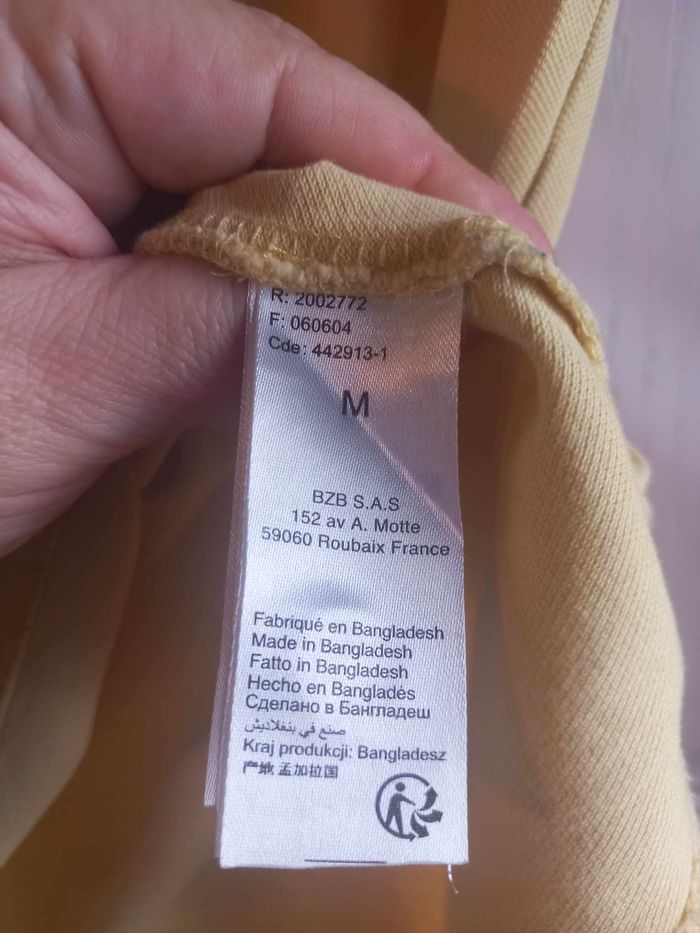 R: 2002772
F: 060604
Cde: 442913-1
M
BZB S.A.S
152 av A. Motte
59060 Roubaix France
Fabriqué en Bangladesh
Made in Bangladesh
Fatto in Bangladesh
Hecho en Bangladés
Сделано в Бангладеш
صنع في بنغلاديش
Kraj produkcji: Bangladesz
产地 孟加拉国